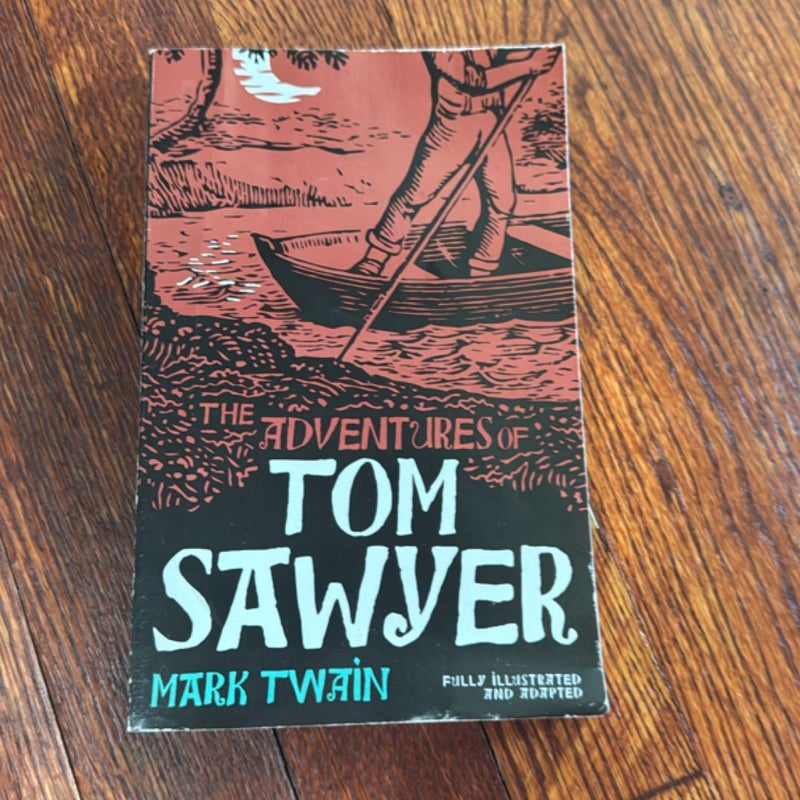 THE ADVENTURES OF
TOM
SAWYER
MARK TWAIN
FULLY ILLUSTRATED
AND ADAPTED